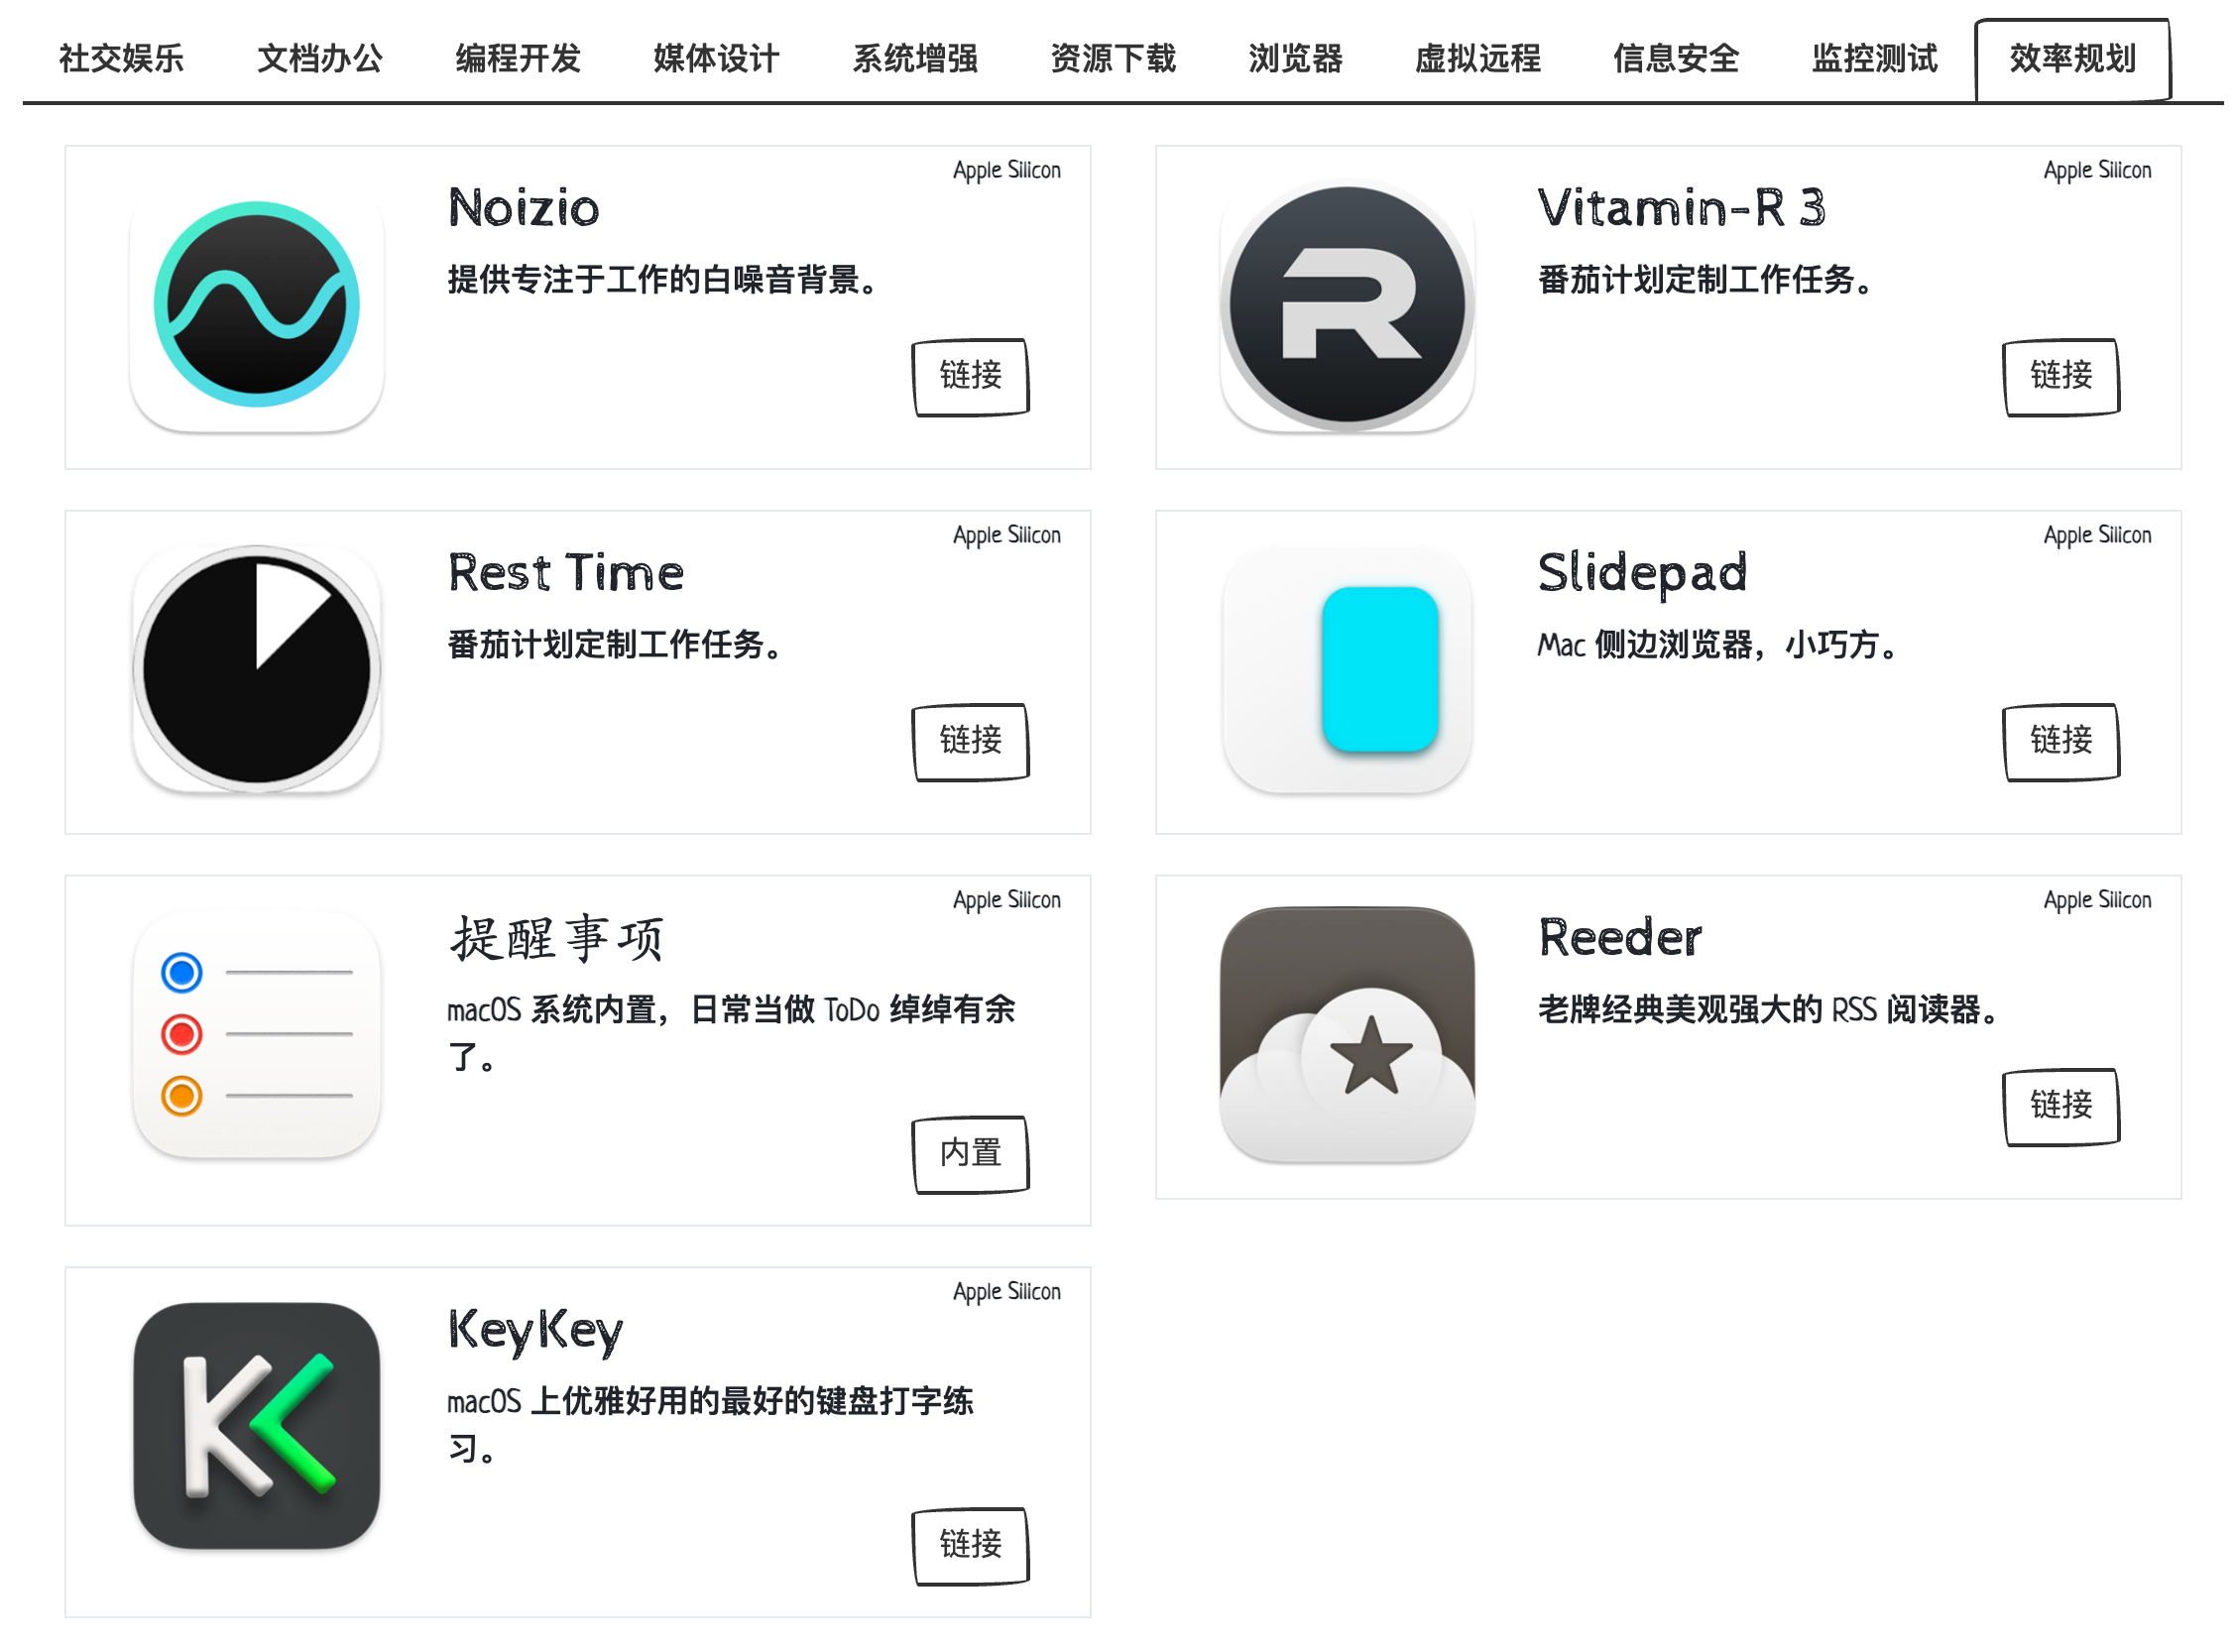 社交娱乐 文档办公 编程开发 媒体设计 系统增强 资源下载 浏览器 虚拟远程 信息安全 监控测试 效率规划
Apple Silicon
Noizio
提供专注于工作的白噪音背景。
链接
Apple Silicon
Vitamin-R 3
番茄计划定制工作任务。
链接
Apple Silicon
Rest Time
番茄计划定制工作任务。
链接
Apple Silicon
Slidepad
Mac 侧边浏览器，小巧方。
链接
Apple Silicon
提醒事项
macOS 系统内置，日常当做 ToDo 绰绰有余
了。
内置
Apple Silicon
Reeder
老牌经典美观强大的 RSS 阅读器。
链接
Apple Silicon
KeyKey
macOS 上优雅好用的最好的键盘打字练
习。
链接